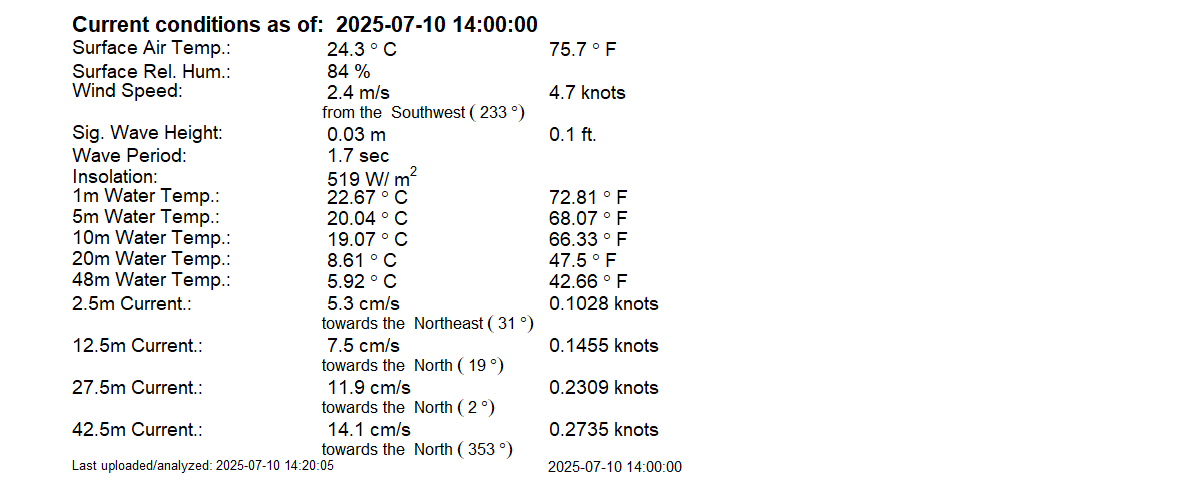 Current conditions as of: 2025-07-10 14:00:00
Surface Air Temp.: 24.3 ° C 75.7 ° F
Surface Rel. Hum.: 84 %
Wind Speed: 2.4 m/s 4.7 knots
from the Southwest ( 233 °)
Sig. Wave Height: 0.03 m 0.1 ft.
Wave Period: 1.7 sec
Insolation: 519 W/ m²
1m Water Temp.: 22.67 ° C 72.81 ° F
5m Water Temp.: 20.04 ° C 68.07 ° F
10m Water Temp.: 19.07 ° C 66.33 ° F
20m Water Temp.: 8.61 ° C 47.5 ° F
48m Water Temp.: 5.92 ° C 42.66 ° F
2.5m Current.: 5.3 cm/s 0.1028 knots
towards the Northeast ( 31 °)
12.5m Current.: 7.5 cm/s 0.1455 knots
towards the North ( 19 °)
27.5m Current.: 11.9 cm/s 0.2309 knots
towards the North ( 2 °)
42.5m Current.: 14.1 cm/s 0.2735 knots
towards the North ( 353 °)
Last uploaded/analyzed: 2025-07-10 14:20:05 2025-07-10 14:00:00